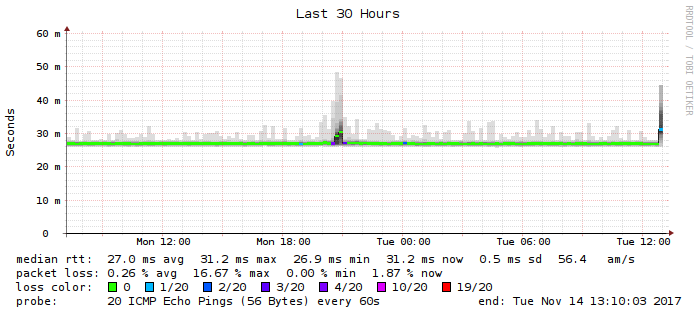 Last 30 Hours
RRDTOOL / TOBI OETIKER
Seconds
60 m
50 m
40 m
30 m
20 m
10 m
0
Mon 12:00 Mon 18:00 Tue 00:00 Tue 06:00 Tue 12:00
median rtt: 27.0 ms avg 31.2 ms max 26.9 ms min 31.2 ms now 0.5 ms sd 56.4 am/s
packet loss: 0.26 % avg 16.67 % max 0.00 % min 1.87 % now
loss color: 0 1/20 2/20 3/20 4/20 10/20 19/20
probe: 20 ICMP Echo Pings (56 Bytes) every 60s end: Tue Nov 14 13:10:03 2017